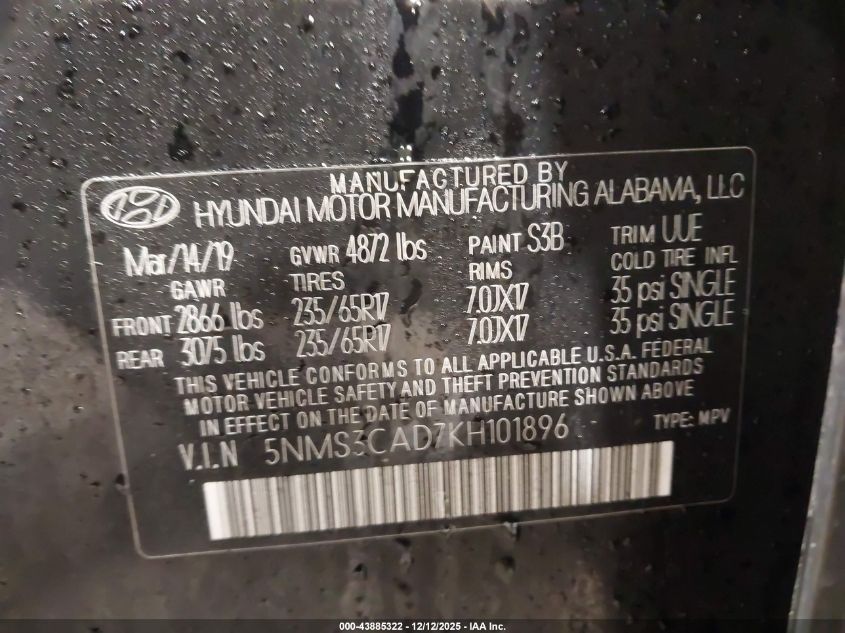 MANUFACTURED BY
HYUNDAI MOTOR MANUFACTURING ALABAMA, LLC
Mar/14/19 GVWR 4872 lbs PAINT S3B TRIM UUE
GAWR TIRES RIMS COLD TIRE INFL
FRONT 2866 lbs 235/65R17 7.0JX17 35 psi SINGLE
REAR 3075 lbs 235/65R17 7.0JX17 35 psi SINGLE
THIS VEHICLE CONFORMS TO ALL APPLICABLE U.S.A. FEDERAL
MOTOR VEHICLE SAFETY AND THEFT PREVENTION STANDARDS
IN EFFECT ON THE DATE OF MANUFACTURE SHOWN ABOVE
V.I.N 5NMS3CAD7KH101896 TYPE: MPV
000-43885322 - 12/12/2025 - IAA Inc.